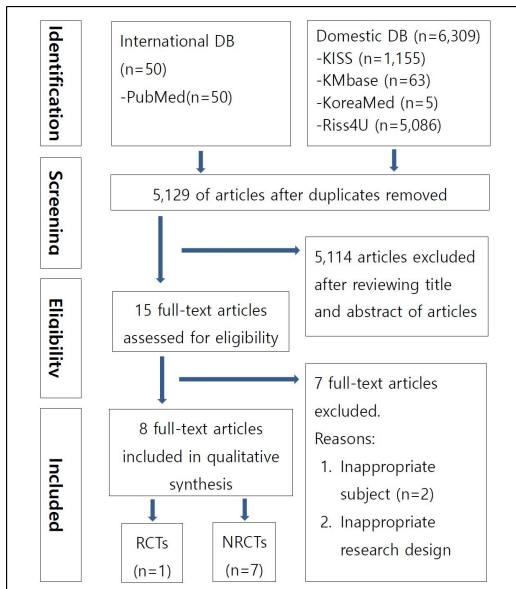 Identification
International DB
(n=50)
-PubMed(n=50)
Domestic DB (n=6,309)
-KISS (n=1,155)
-KMbase (n=63)
-KoreaMed (n=5)
-Riss4U (n=5,086)
Screening
5,129 of articles after duplicates removed
5,114 articles excluded
after reviewing title
and abstract of articles
Eligibility
15 full-text articles
assessed for eligibility
7 full-text articles
excluded.
Reasons:
1. Inappropriate
subject (n=2)
2. Inappropriate
research design
Included
8 full-text articles
included in qualitative
synthesis
RCTs
(n=1)
NRCTs
(n=7)